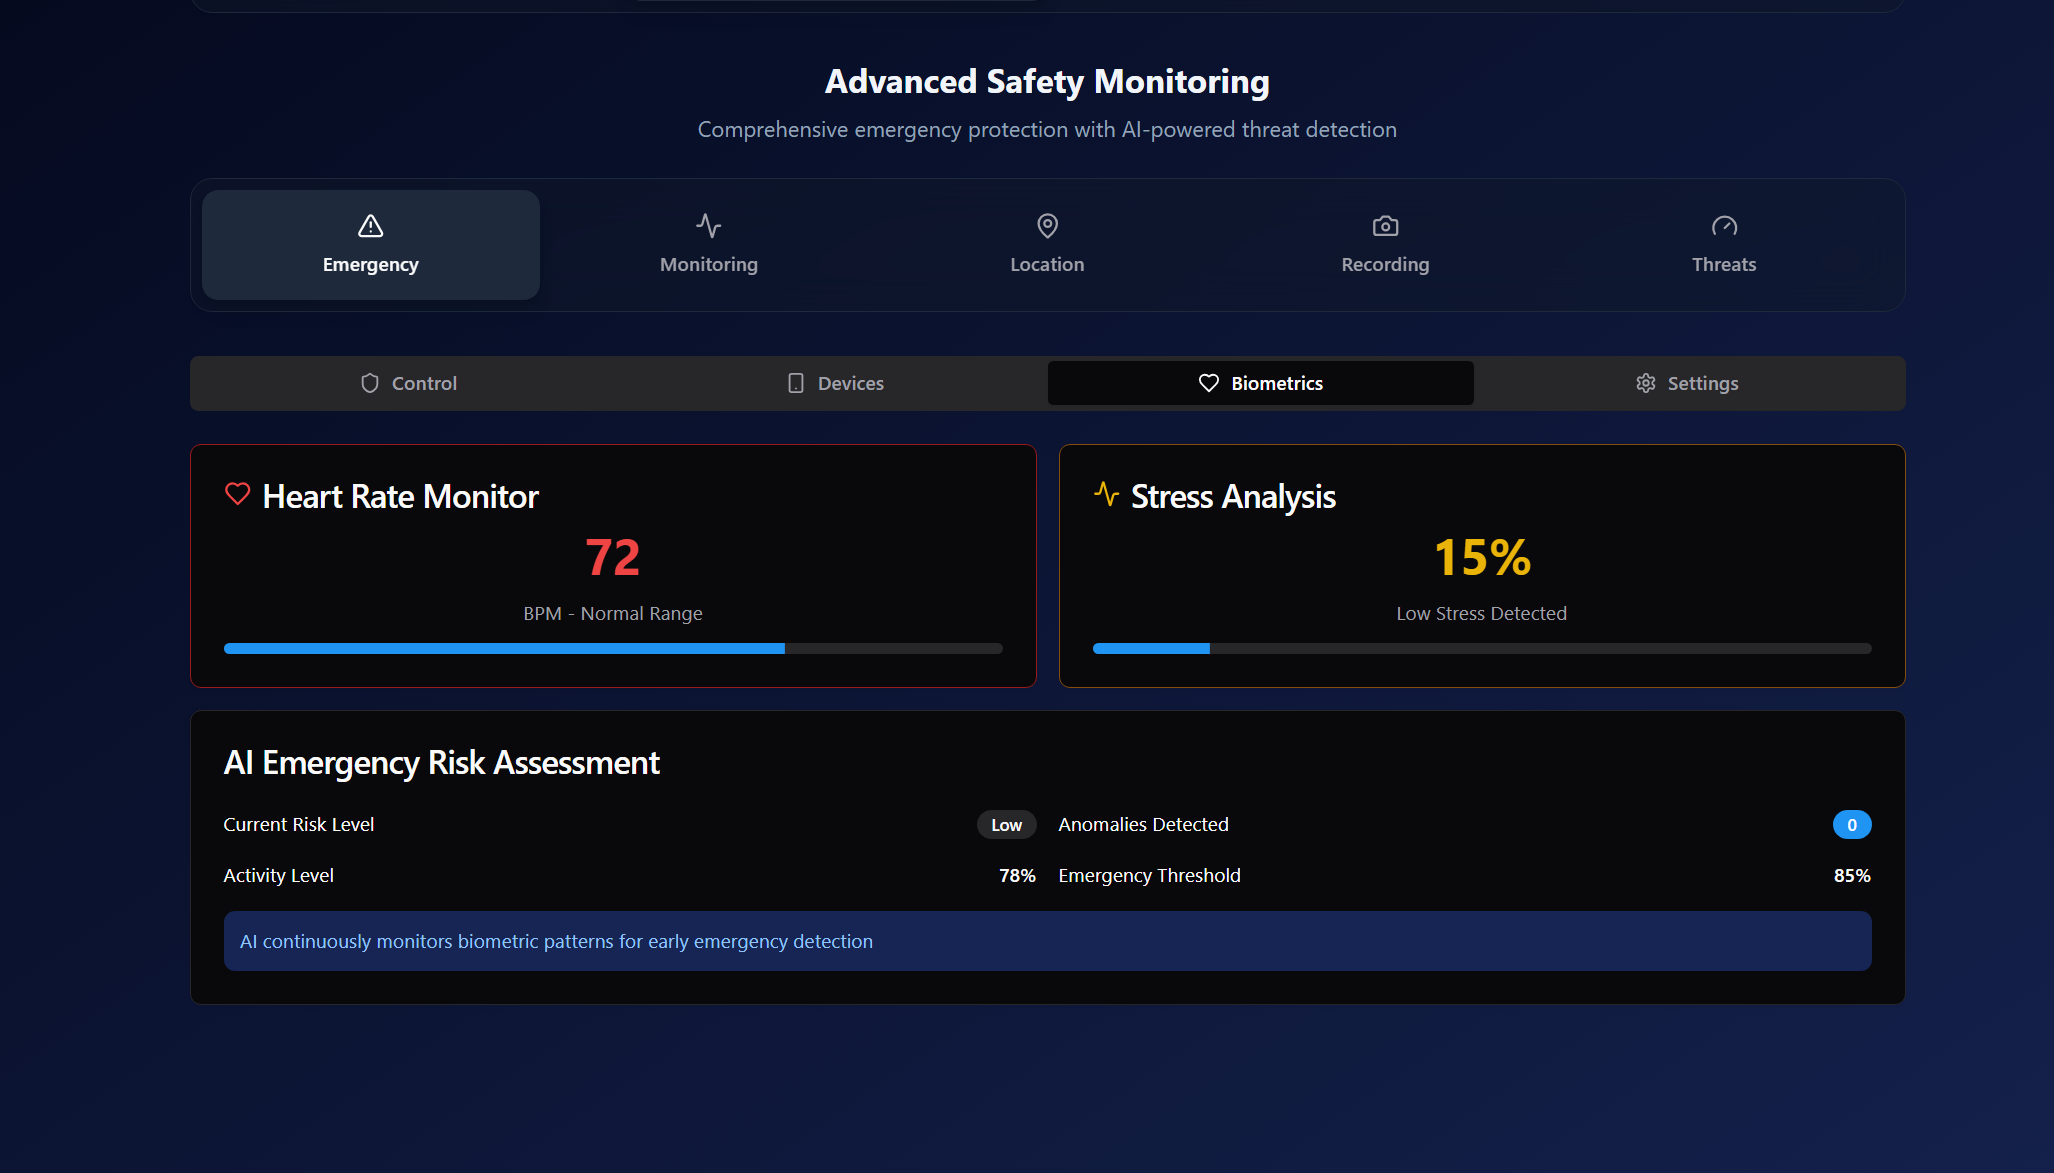 Advanced Safety Monitoring
Comprehensive emergency protection with AI-powered threat detection
Emergency
Monitoring
Location
Recording
Threats
Control
Devices
Biometrics
Settings
Heart Rate Monitor
72
BPM - Normal Range
Stress Analysis
15%
Low Stress Detected
AI Emergency Risk Assessment
Current Risk Level
Low
Anomalies Detected
0
Activity Level
78%
Emergency Threshold
85%
AI continuously monitors biometric patterns for early emergency detection